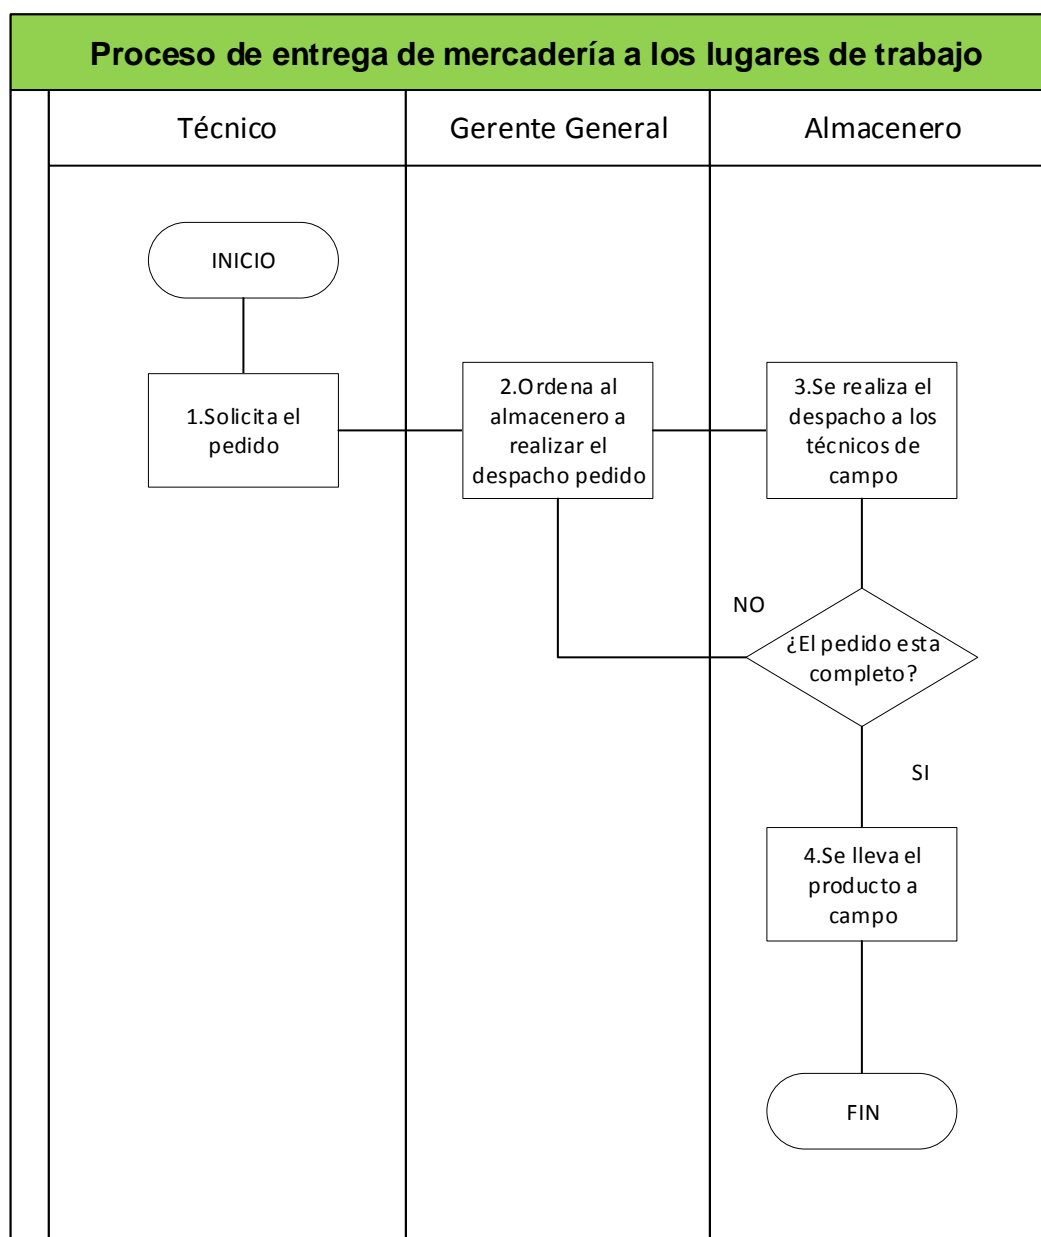 Proceso de entrega de mercadería a los lugares de trabajo
Técnico
Gerente General
Almacenero
INICIO
1.Solicita el
pedido
2.Ordena al
almacenero a
realizar el
despacho pedido
3.Se realiza el
despacho a los
técnicos de
campo
NO
¿El pedido esta
completo?
SI
4.Se lleva el
producto a
campo
FIN